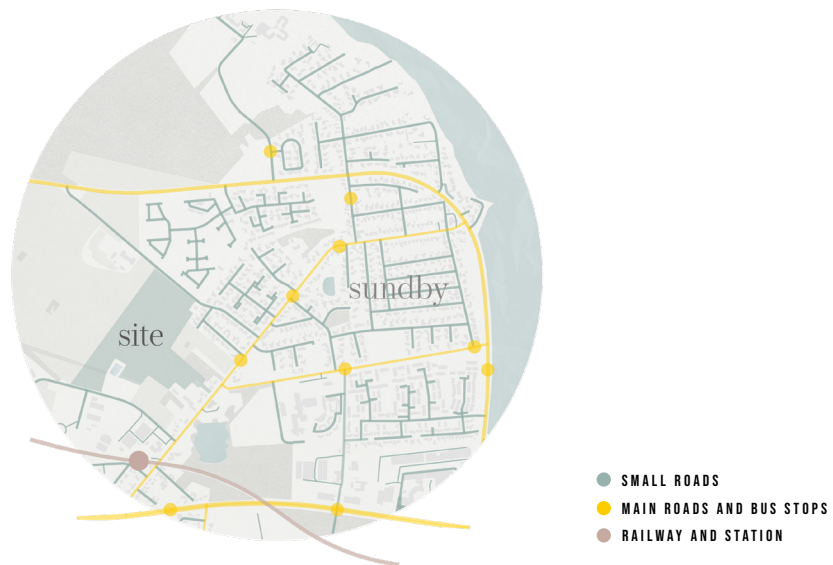 sundby
site
SMALL ROADS
MAIN ROADS AND BUS STOPS
RAILWAY AND STATION